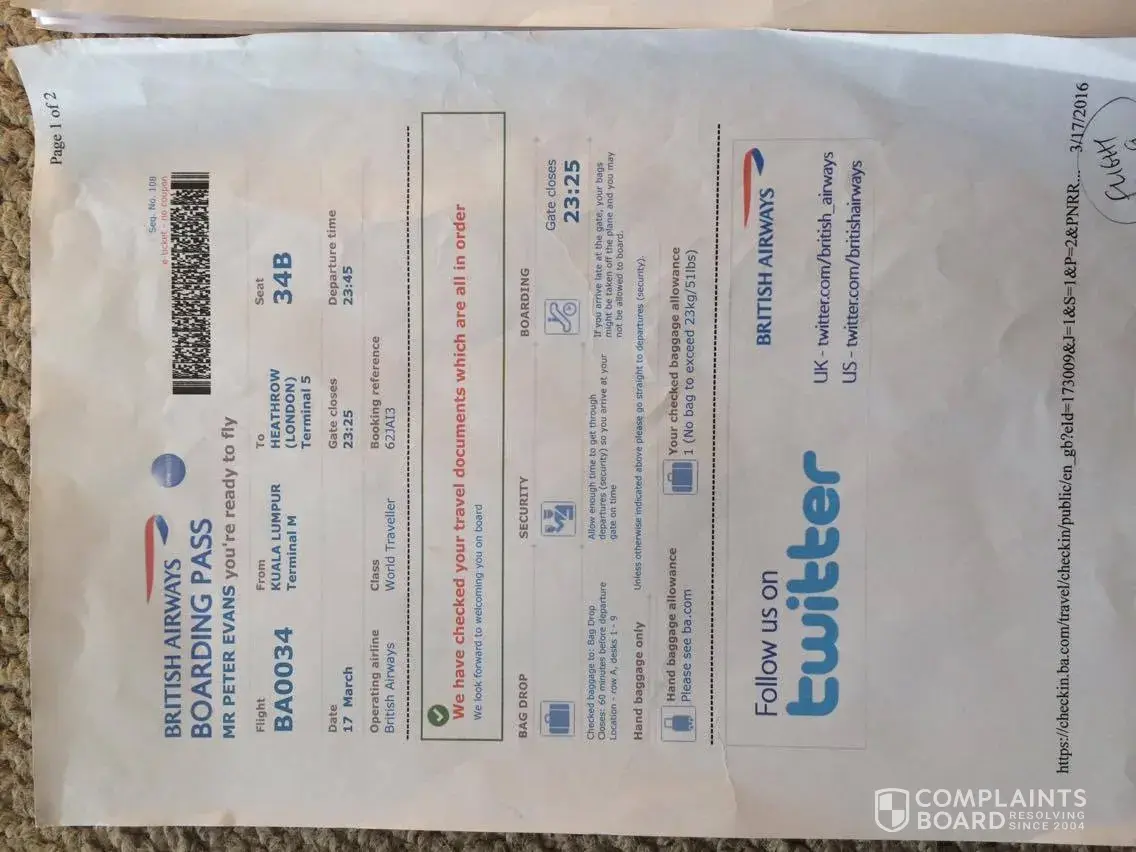 Page 1 of 2
BRITISH AIRWAYS
Seq. No. 108
e-ticket - no coupon
BOARDING PASS
MR PETER EVANS you're ready to fly
Flight From To Seat
BA0034 KUALA LUMPUR HEATHROW 34B
Terminal M (LONDON)
Terminal 5
Date Gate closes Departure time
17 March 23:25 23:45
Operating airline Class Booking reference
British Airways World Traveller 62JAI3
We have checked your travel documents which are all in order
We look forward to welcoming you on board
BAG DROP SECURITY BOARDING
Gate closes
23:25
Checked baggage to: Bag Drop
Closes: 60 minutes before departure
Location - row A, desks 1 - 9
Allow enough time to get through
departures (security) so you arrive at your
gate on time
If you arrive late at the gate, your bags
might be taken off the plane and you may
not be allowed to board.
Hand baggage only Unless otherwise indicated above please go straight to departures (security).
Hand baggage allowance Your checked baggage allowance
Please see ba.com 1 (No bag to exceed 23kg/51lbs)
Follow us on
twitter
BRITISH AIRWAYS
UK - twitter.com/british_airways
US - twitter.com/britishairways
https://checkin.ba.com/travel/checkin/public/en_gb?eId=173009&J=1&S=1&P=2&PNRR... 3/17/2016
FLIGHT
COMPLAINTS
BOARD RESOLVING
SINCE 2004